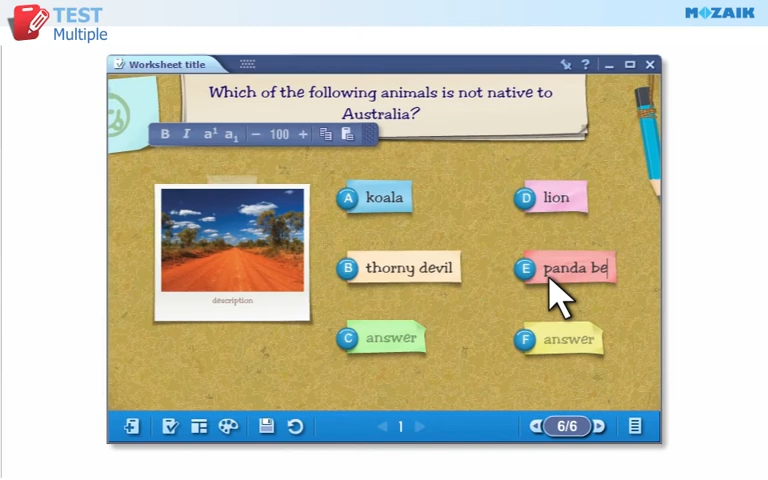 TEST
Multiple
MOZAIK
Worksheet title
Which of the following animals is not native to
Australia?
B I a¹ a₁ − 100 +
A koala
D lion
description
B thorny devil
E panda be
C answer
F answer
1
6/6